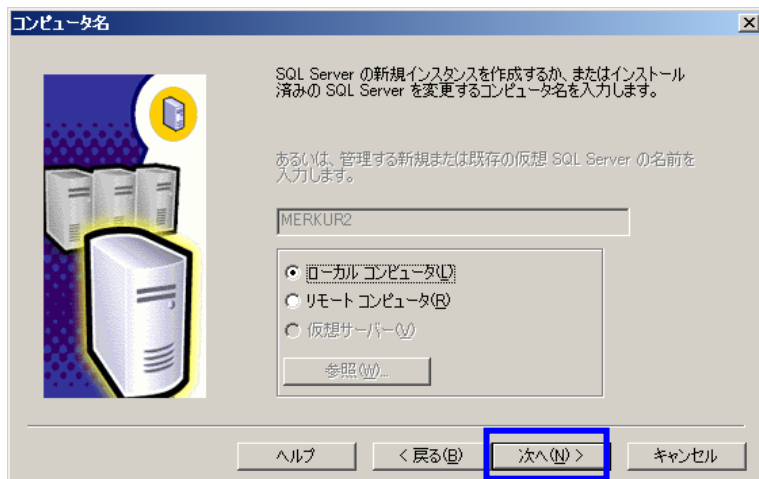 コンピュータ名
SQL Server の新規インスタンスを作成するか、またはインストール
済みの SQL Server を変更するコンピュータ名を入力します。
あるいは、管理する新規または既存の仮想 SQL Server の名前を
入力します。
MERKUR2
ローカル コンピュータ(L)
リモート コンピュータ(R)
仮想サーバー(V)
参照(W)...
ヘルプ
< 戻る(B)
次へ(N) >
キャンセル